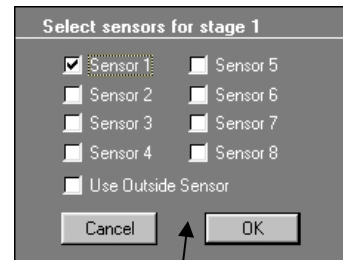 Select sensors for stage 1
Sensor 1 Sensor 5
Sensor 2 Sensor 6
Sensor 3 Sensor 7
Sensor 4 Sensor 8
Use Outside Sensor
Cancel OK